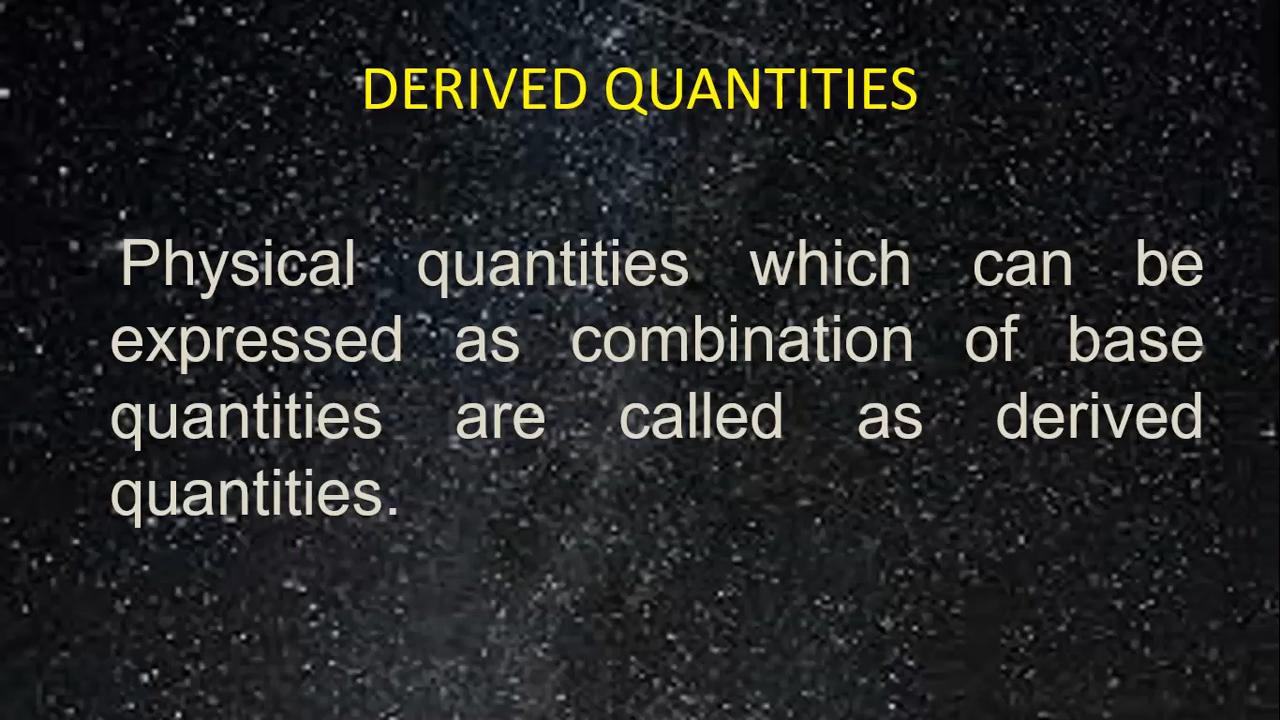 DERIVED QUANTITIES
Physical quantities which can be
expressed as combination of base
quantities are called as derived
quantities.